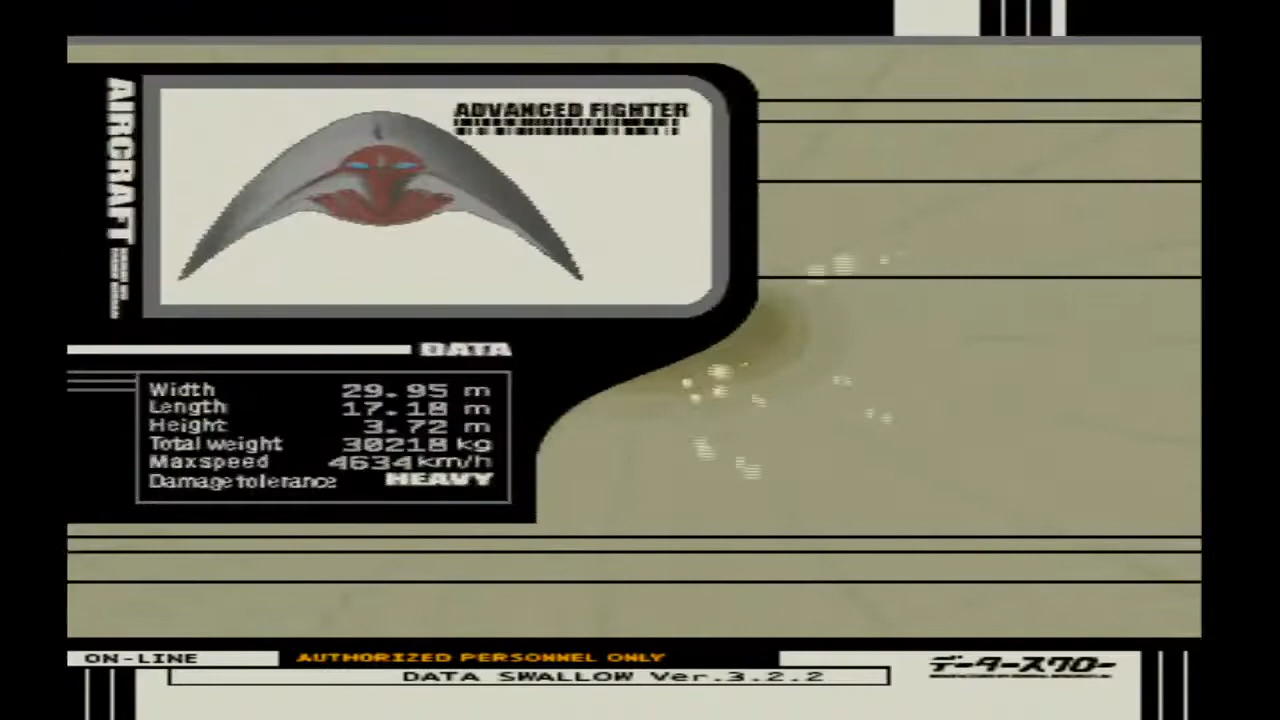 AIRCRAFT
ADVANCED FIGHTER
DATA
Width 29.95 m
Length 17.18 m
Height 3.72 m
Total weight 30218 kg
Max speed 4634 km/h
Damage tolerance HEAVY
ON-LINE
AUTHORIZED PERSONNEL ONLY
データースワロー
DATA SWALLOW Ver.3.2.2